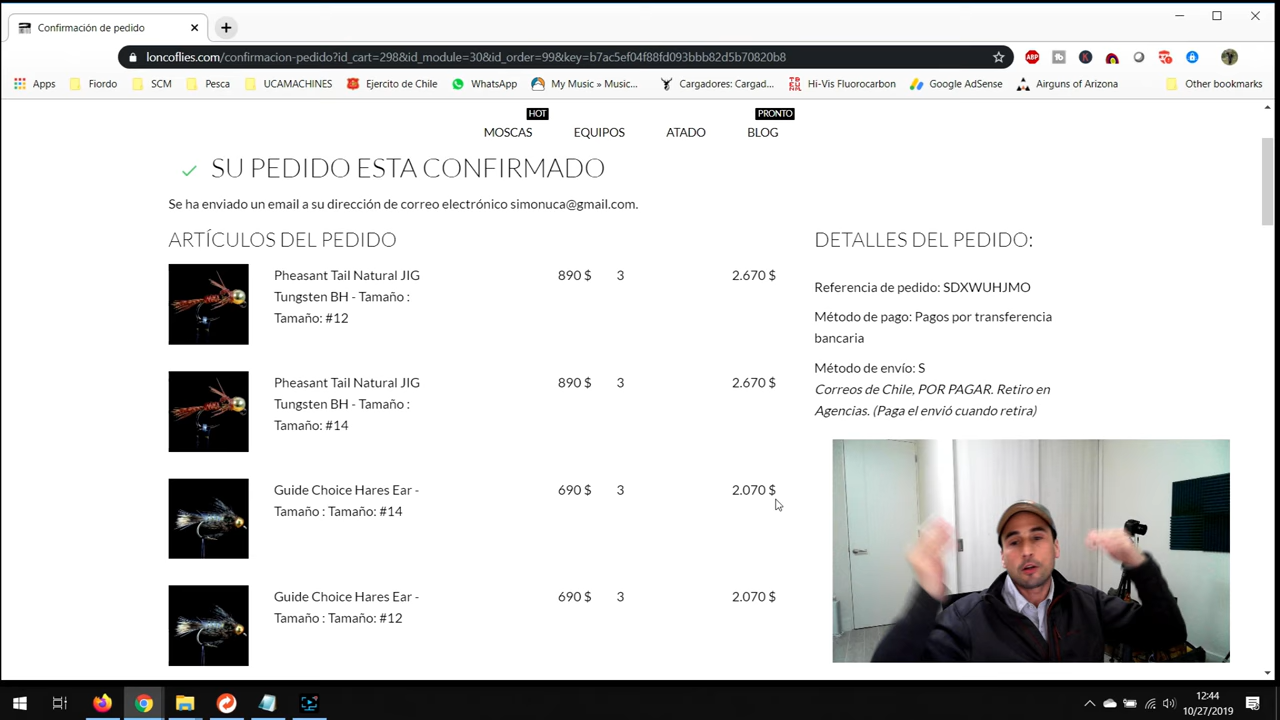 Confirmación de pedido
loncoflies.com/confirmacion-pedido?id_cart=298&id_module=30&id_order=99&key=b7ac5ef04f88fd093bbb82d5b70820b8
Apps Fiordo SCM Pesca UCAMACHINES Ejercito de Chile WhatsApp My Music » Music... Cargadores: Cargad... Hi-Vis Fluorocarbon Google AdSense Airguns of Arizona Other bookmarks
HOT PRONTO
MOSCAS EQUIPOS ATADO BLOG
SU PEDIDO ESTA CONFIRMADO
Se ha enviado un email a su dirección de correo electrónico simonuca@gmail.com.
ARTÍCULOS DEL PEDIDO
Pheasant Tail Natural JIG 890 $ 3 2.670 $
Tungsten BH - Tamaño :
Tamaño: #12
Pheasant Tail Natural JIG 890 $ 3 2.670 $
Tungsten BH - Tamaño :
Tamaño: #14
Guide Choice Hares Ear - 690 $ 3 2.070 $
Tamaño : Tamaño: #14
Guide Choice Hares Ear - 690 $ 3 2.070 $
Tamaño : Tamaño: #12
DETALLES DEL PEDIDO:
Referencia de pedido: SDXWUHJMO
Método de pago: Pagos por transferencia
bancaria
Método de envío: S
Correos de Chile, POR PAGAR. Retiro en
Agencias. (Paga el envió cuando retira)
12:44
10/27/2019